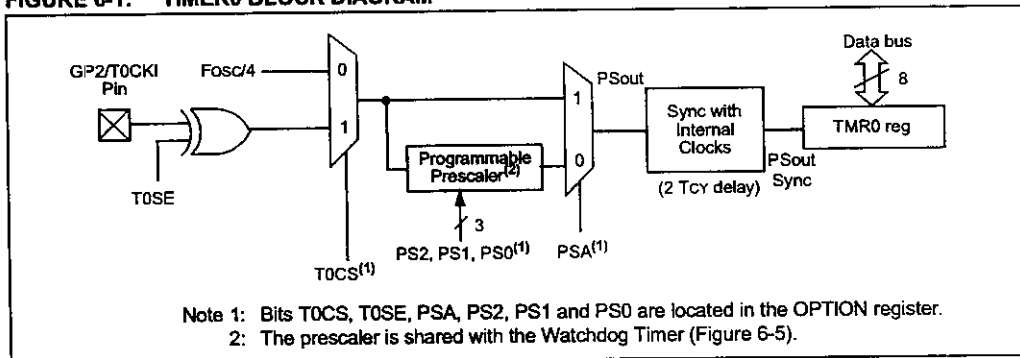 FIGURE 6-1: TIMER0 BLOCK DIAGRAM
Data bus
8
GP2/T0CKI
Pin
Fosc/4
0
1
PSout
1
0
Sync with
Internal
Clocks
TMR0 reg
Programmable
Prescaler(2)
PSout
Sync
(2 TCY delay)
T0SE
3
PS2, PS1, PS0(1)
PSA(1)
T0CS(1)
Note 1: Bits T0CS, T0SE, PSA, PS2, PS1 and PS0 are located in the OPTION register.
2: The prescaler is shared with the Watchdog Timer (Figure 6-5).